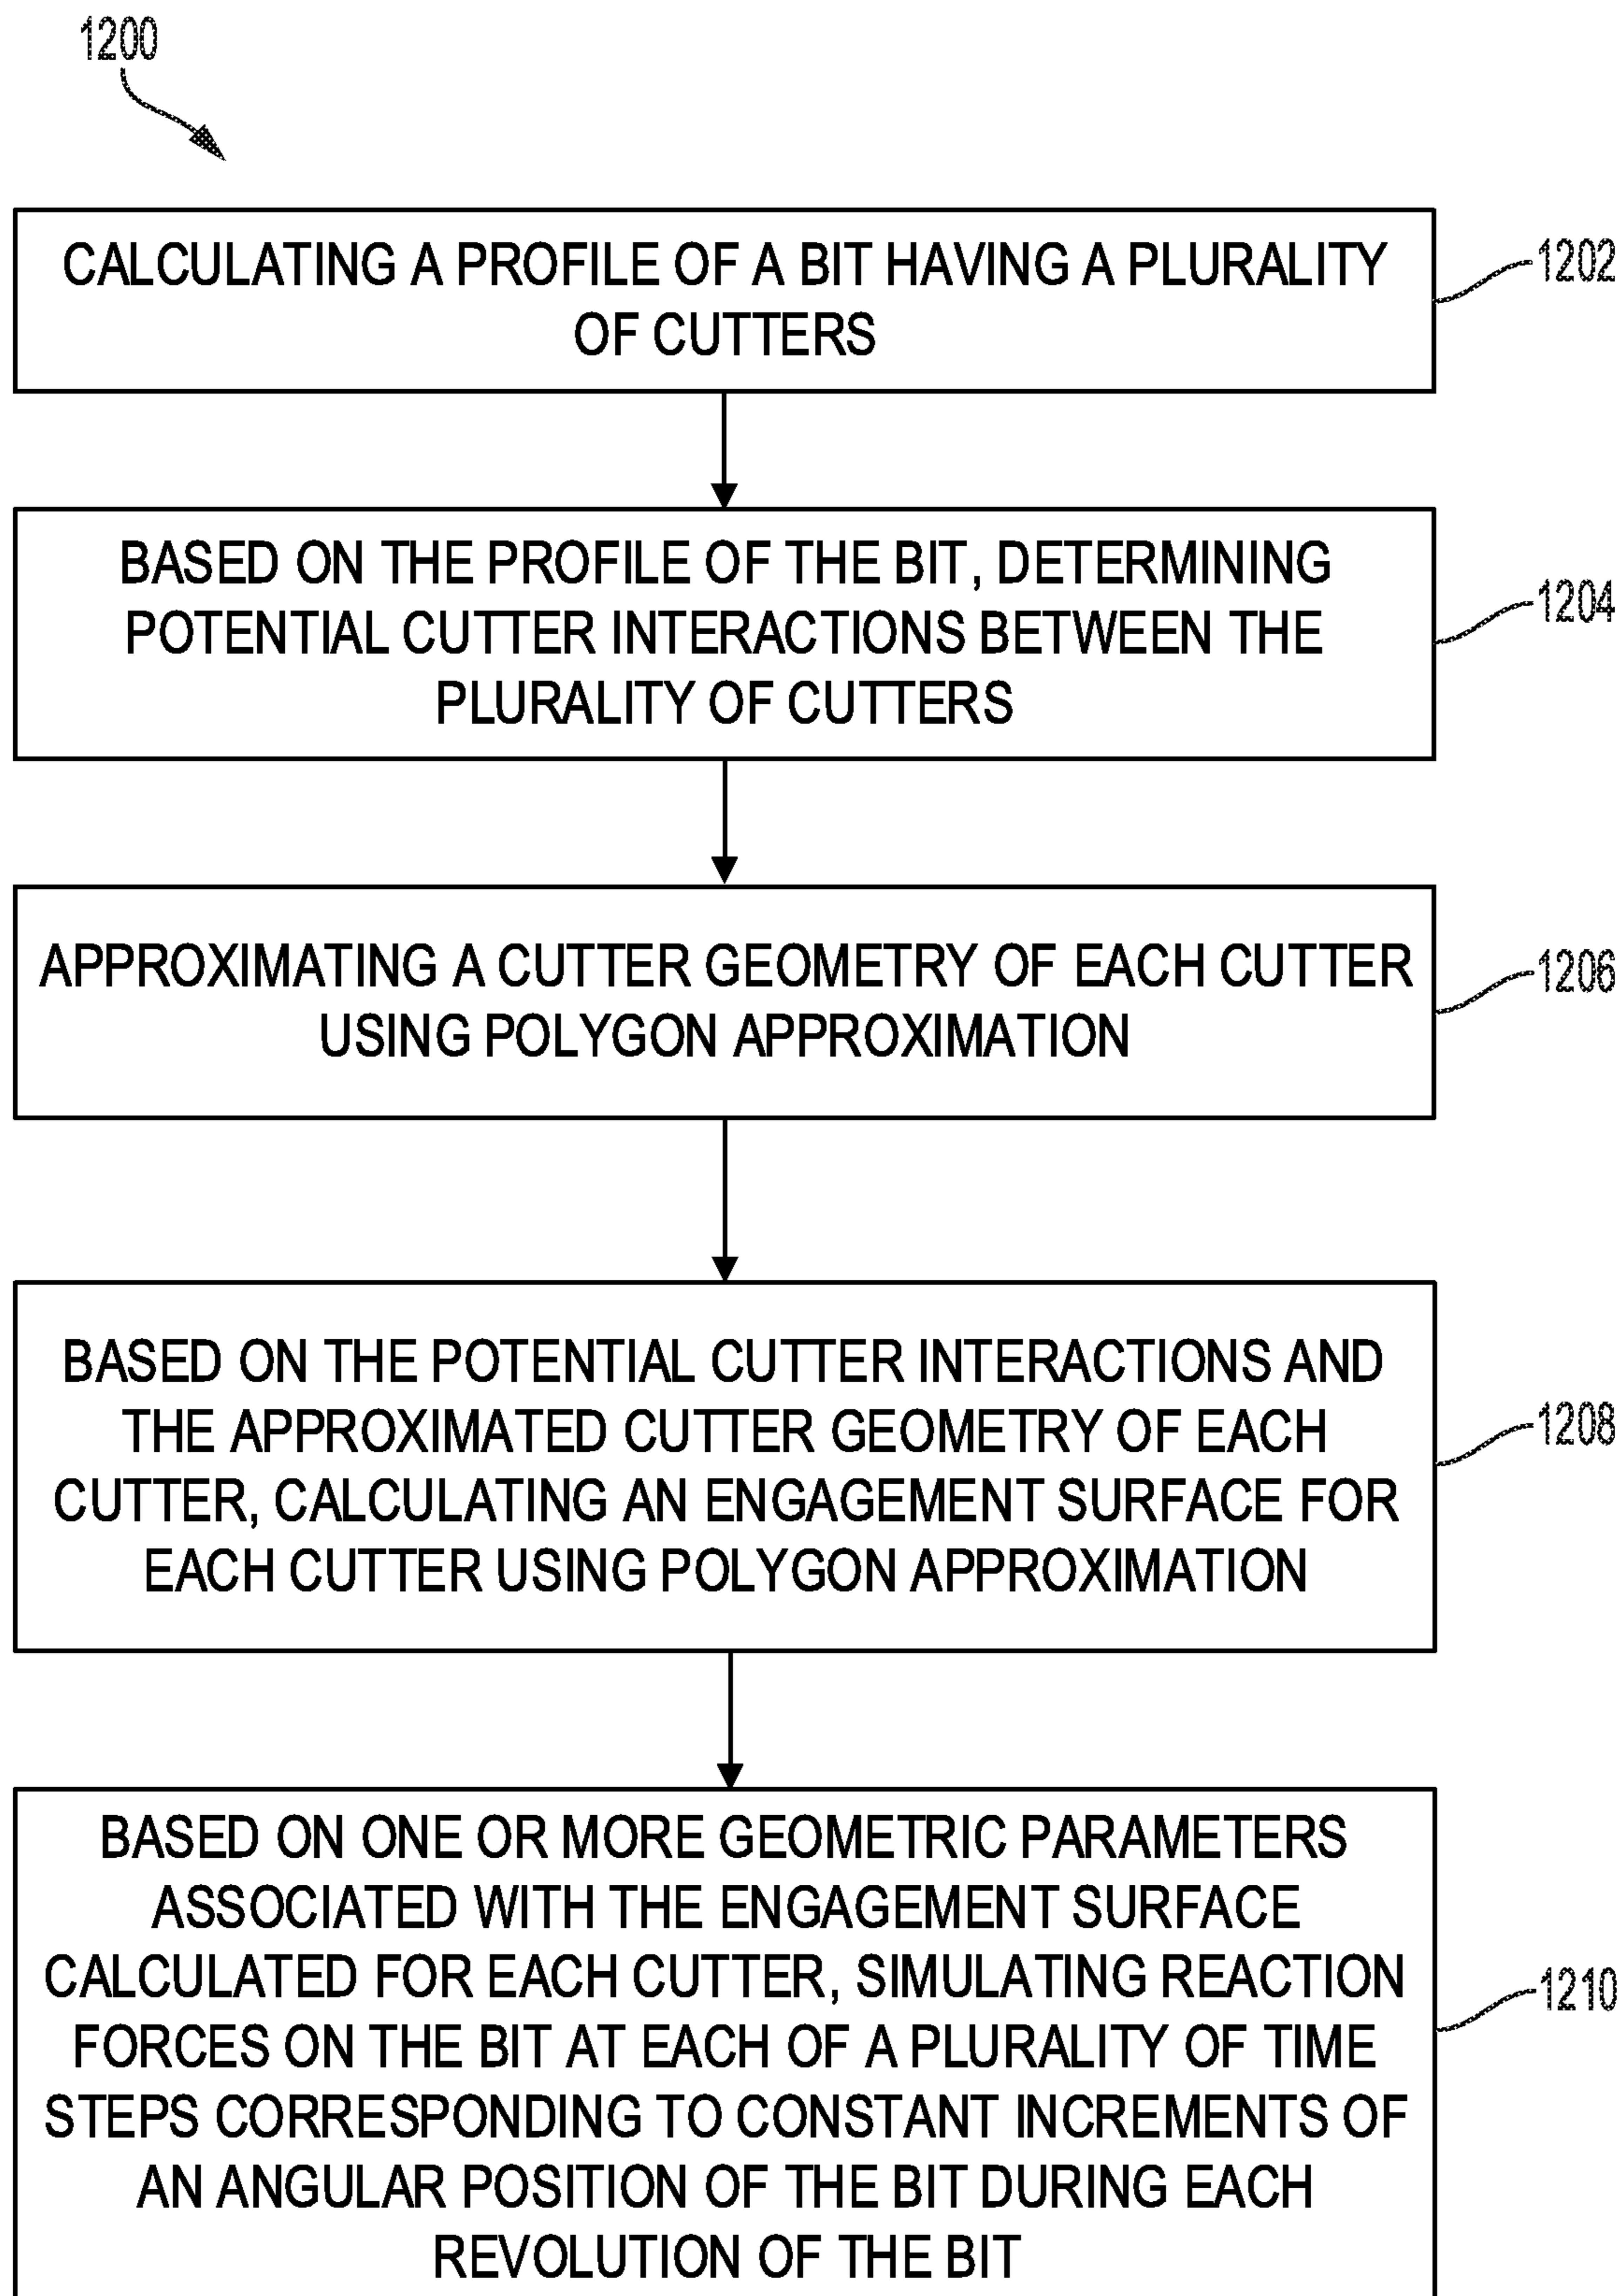 1200
CALCULATING A PROFILE OF A BIT HAVING A PLURALITY
OF CUTTERS
1202
BASED ON THE PROFILE OF THE BIT, DETERMINING
POTENTIAL CUTTER INTERACTIONS BETWEEN THE
PLURALITY OF CUTTERS
1204
APPROXIMATING A CUTTER GEOMETRY OF EACH CUTTER
USING POLYGON APPROXIMATION
1206
BASED ON THE POTENTIAL CUTTER INTERACTIONS AND
THE APPROXIMATED CUTTER GEOMETRY OF EACH
CUTTER, CALCULATING AN ENGAGEMENT SURFACE FOR
EACH CUTTER USING POLYGON APPROXIMATION
1208
BASED ON ONE OR MORE GEOMETRIC PARAMETERS
ASSOCIATED WITH THE ENGAGEMENT SURFACE
CALCULATED FOR EACH CUTTER, SIMULATING REACTION
FORCES ON THE BIT AT EACH OF A PLURALITY OF TIME
STEPS CORRESPONDING TO CONSTANT INCREMENTS OF
AN ANGULAR POSITION OF THE BIT DURING EACH
REVOLUTION OF THE BIT
1210